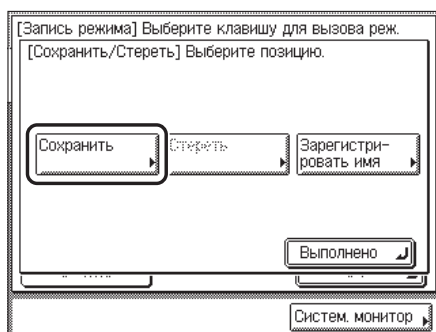 [Запись режима] Выберите клавишу для вызова реж.
[Сохранить/Стереть] Выберите позицию.
Сохранить
Стереть
Зарегистри-
ровать имя
Выполнено
Систем. монитор